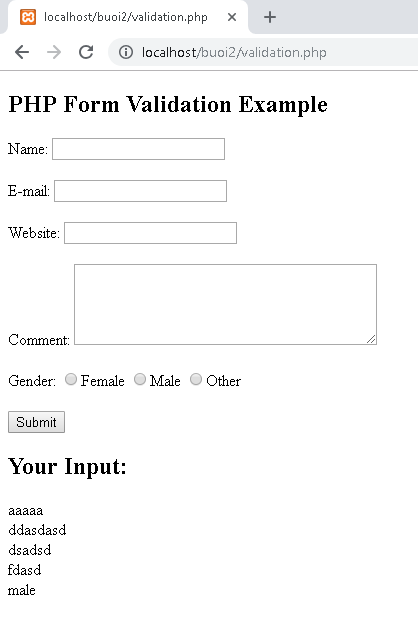 localhost/buoi2/validation.php
localhost/buoi2/validation.php
PHP Form Validation Example
Name:
E-mail:
Website:
Comment:
Gender: Female Male Other
Submit
Your Input:
aaaaa
ddasdasd
dsadsd
fdasd
male